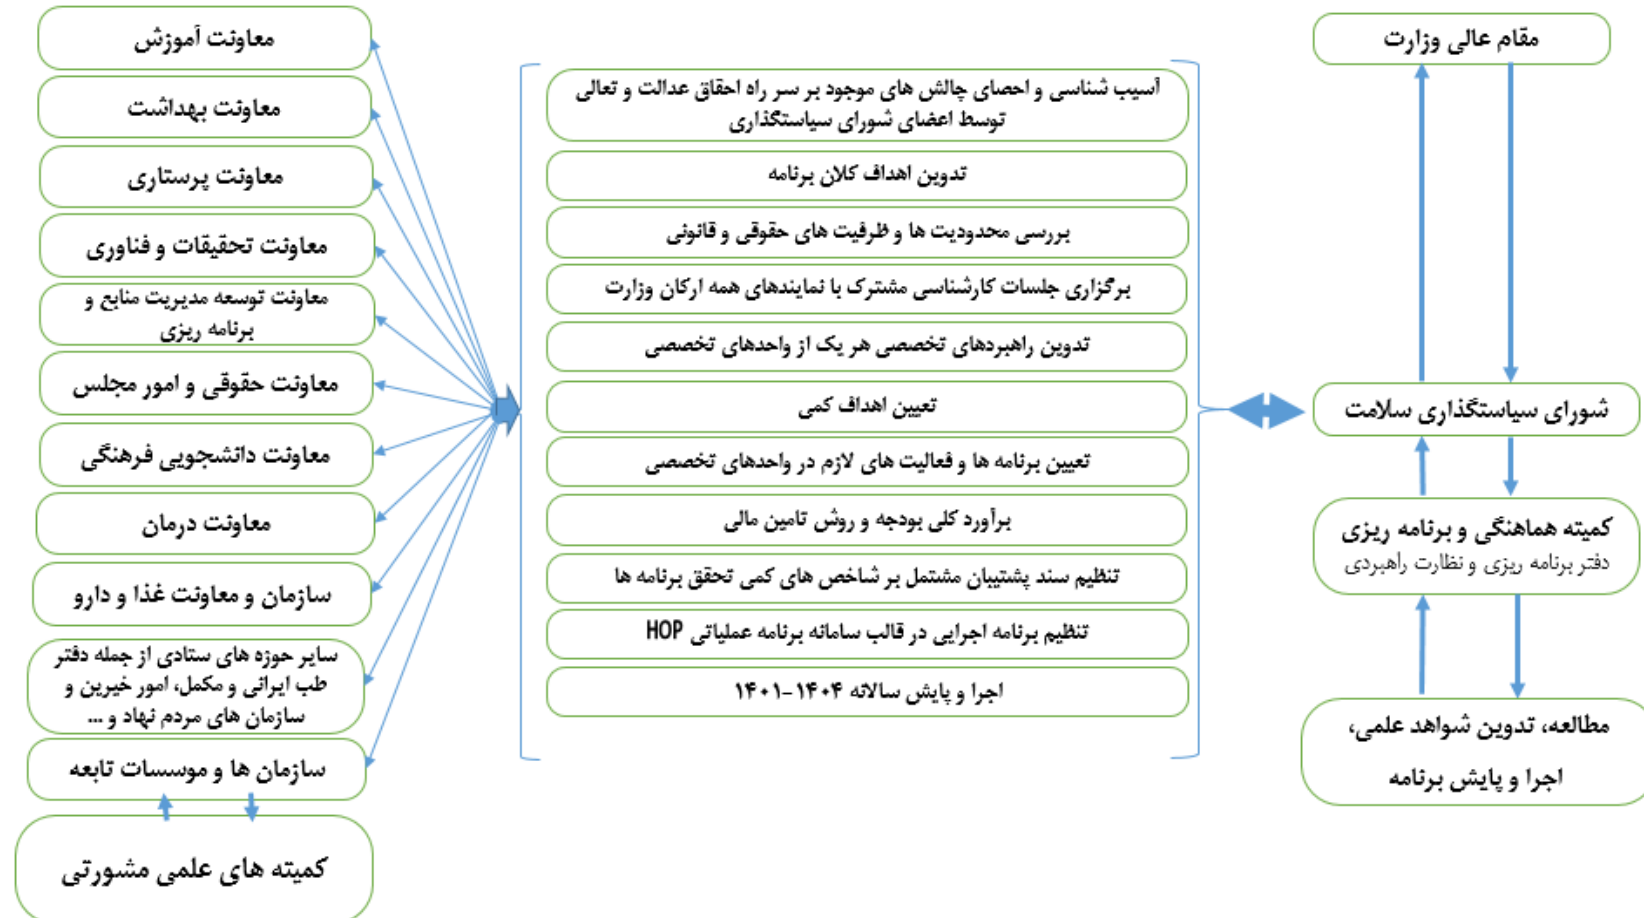 مقام عالی وزارت
شورای سیاستگذاری سلامت
کمیته هماهنگی و برنامه ریزی
دفتر برنامه ریزی و نظارت راهبردی
مطالعه، تدوین شواهد علمی،
اجرا و پایش برنامه
آسیب شناسی و احصای چالش های موجود بر سر راه احقاق عدالت و تعالی
توسط اعضای شورای سیاستگذاری
تدوین اهداف کلان برنامه
بررسی محدودیت ها و ظرفیت های حقوقی و قانونی
برگزاری جلسات کارشناسی مشترک با نمایندهای همه ارکان وزارت
تدوین راهبردهای تخصصی هر یک از واحدهای تخصصی
تعیین اهداف کمی
تعیین برنامه ها و فعالیت های لازم در واحدهای تخصصی
برآورد کلی بودجه و روش تامین مالی
تنظیم سند پشتیبان مشتمل بر شاخص های کمی تحقق برنامه ها
تنظیم برنامه اجرایی در قالب سامانه برنامه عملیاتی HOP
اجرا و پایش سالانه ۱۴۰۴-۱۴۰۱
معاونت آموزش
معاونت بهداشت
معاونت پرستاری
معاونت تحقیقات و فناوری
معاونت توسعه مدیریت منابع و
برنامه ریزی
معاونت حقوقی و امور مجلس
معاونت دانشجویی فرهنگی
معاونت درمان
سازمان و معاونت غذا و دارو
سایر حوزه های ستادی از جمله دفتر
طب ایرانی و مکمل، امور خیرین و
سازمان های مردم نهاد و ...
سازمان ها و موسسات تابعه
کمیته های علمی مشورتی